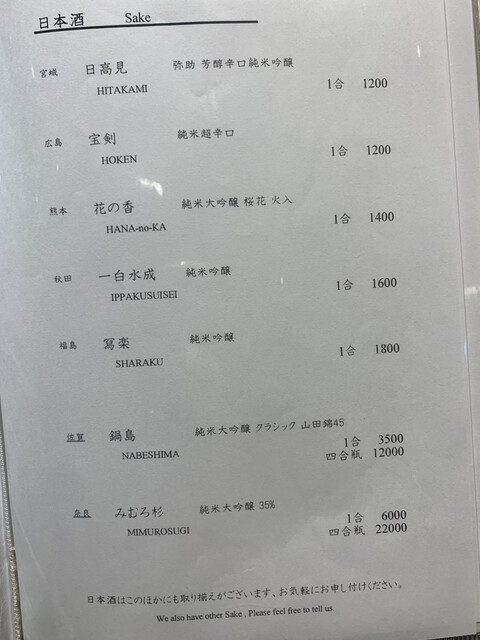 日本酒 Sake
宮城 日高見 弥助 芳醇辛口純米吟醸
HITAKAMI 1合 1200
広島 宝剣 純米超辛口
HOKEN 1合 1200
熊本 花の香 純米大吟醸 桜花 火入
HANA-no-KA 1合 1400
秋田 一白水成 純米吟醸
IPPAKUSUISEI 1合 1600
福島 冩楽 純米吟醸
SHARAKU 1合 1800
佐賀 鍋島 純米大吟醸 クラシック 山田錦45
NABESHIMA 1合 3500
四合瓶 12000
奈良 みむろ杉 純米大吟醸 35%
MIMUROSUGI 1合 6000
四合瓶 22000
日本酒はこのほかにも取り揃えがございます、お気軽にお申し付けください。
We also have other Sake , Please feel free to tell us.